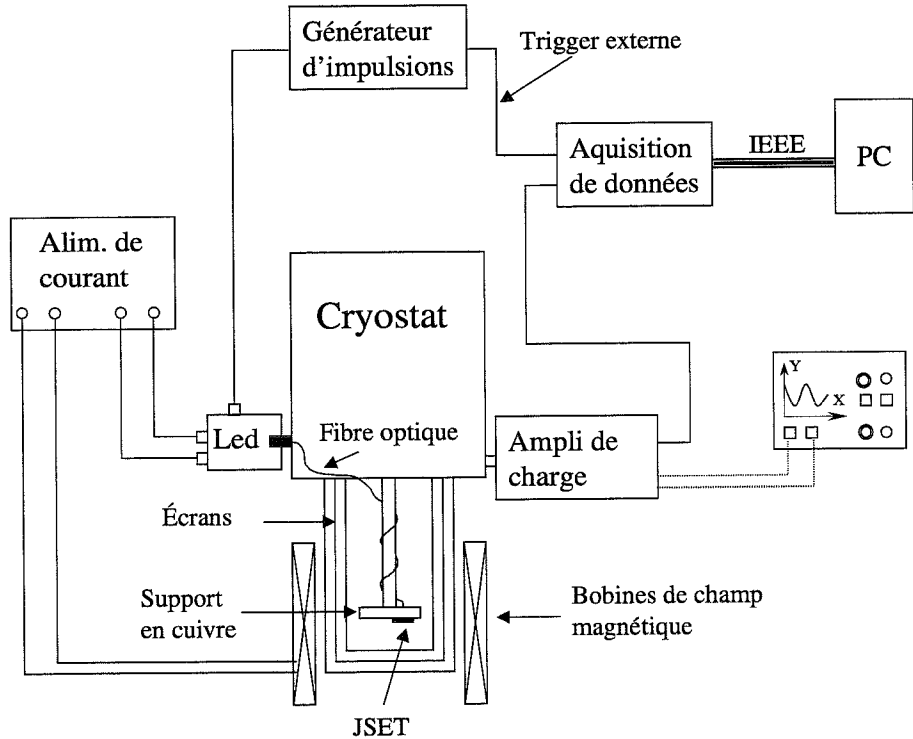 Générateur
d'impulsions
Trigger externe
Aquisition
de données
IEEE
PC
Alim. de
courant
Cryostat
Y
X
Led
Fibre optique
Ampli de
charge
Écrans
Support
en cuivre
Bobines de champ
magnétique
JSET